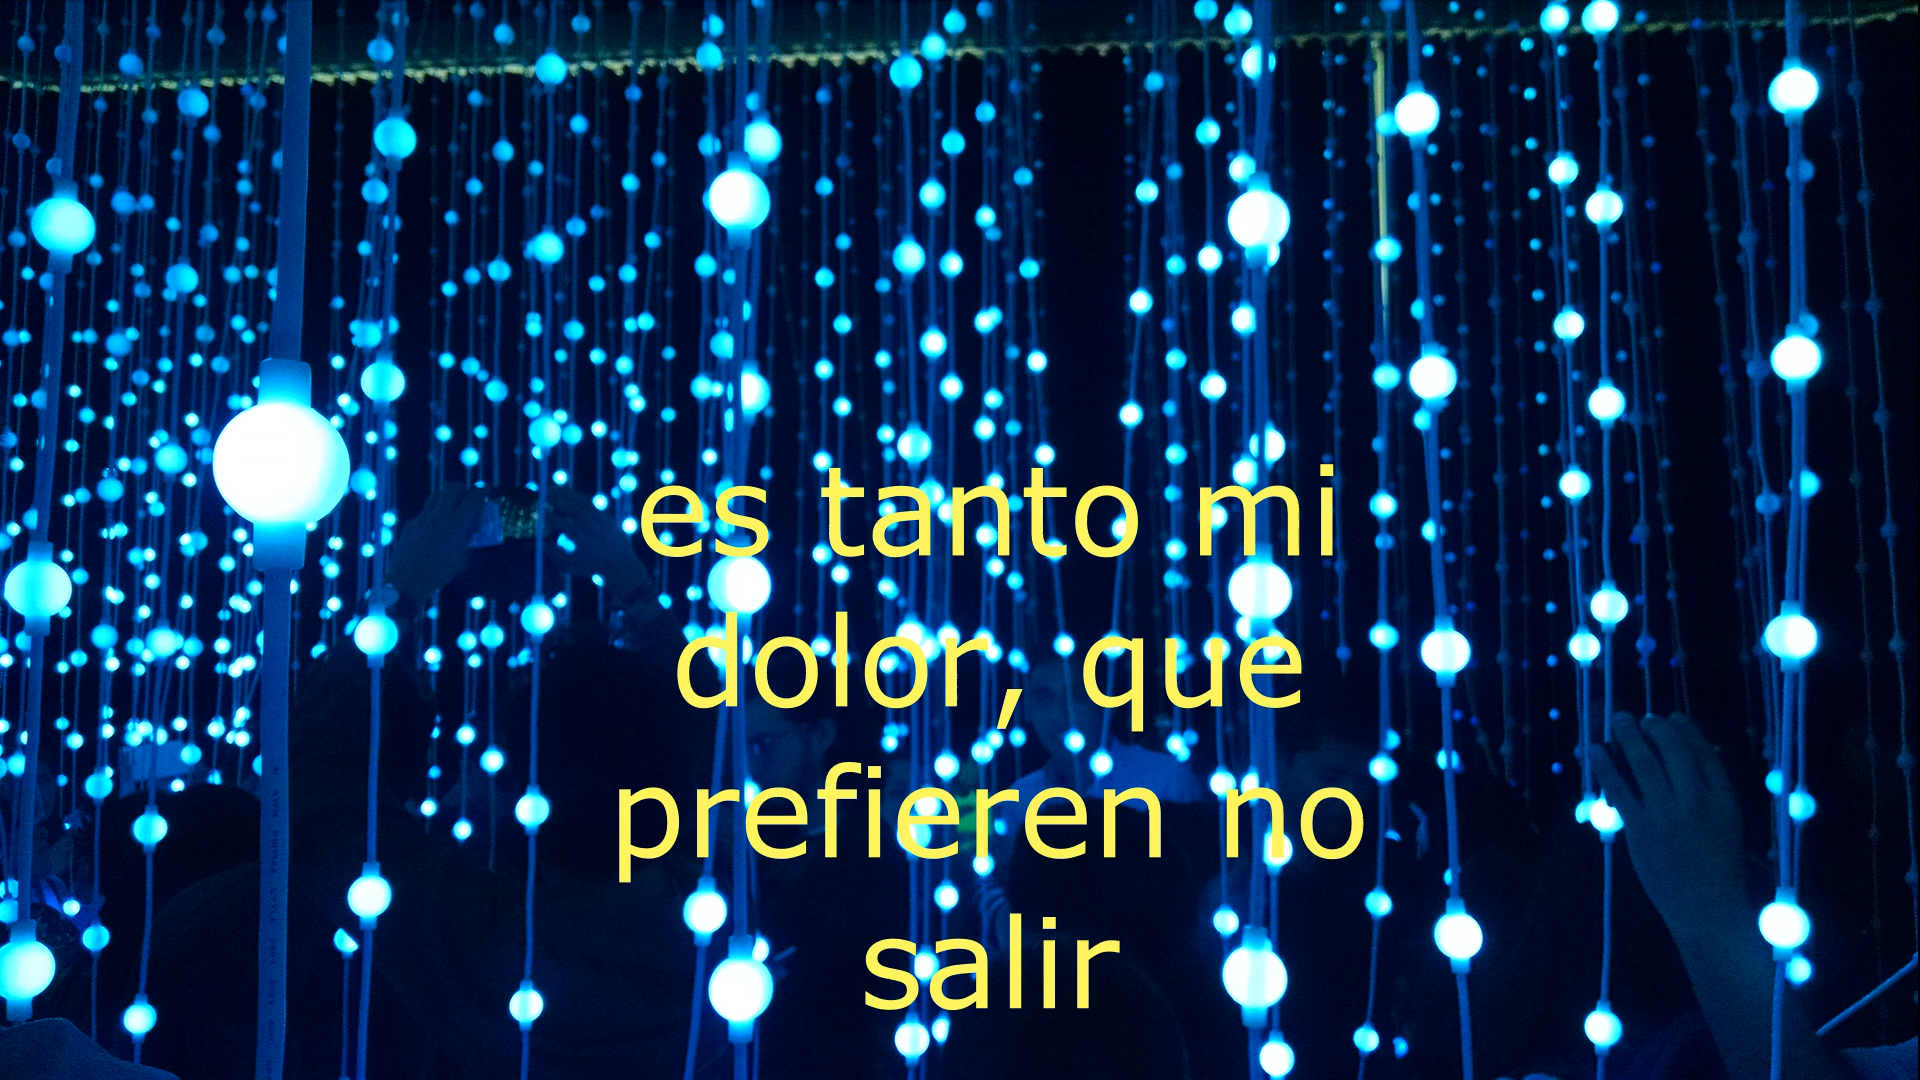 es tanto mi
dolor, que
prefieren no
salir